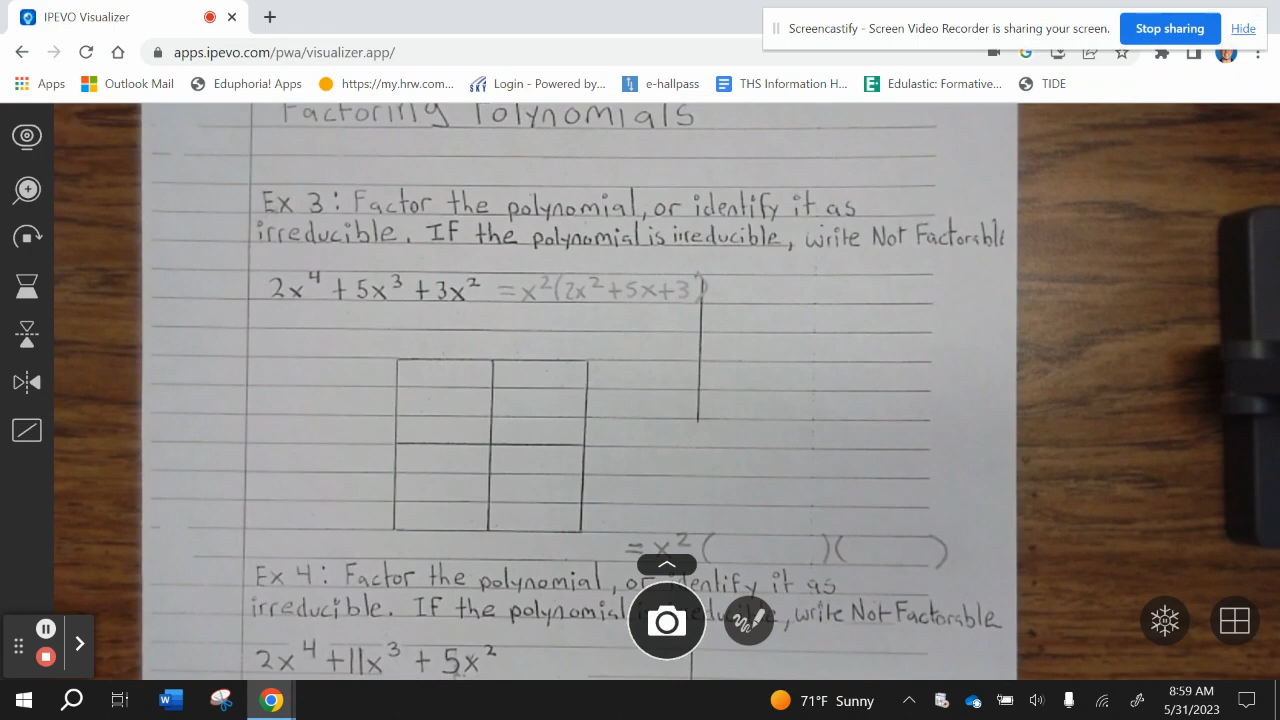 IPEVO Visualizer
Screencastify - Screen Video Recorder is sharing your screen.
Stop sharing
Hide
apps.ipevo.com/pwa/visualizer.app/
Apps
Outlook Mail
Eduphoria! Apps
https://my.hrw.com...
Login - Powered by...
e-hallpass
THS Information H...
Edulastic: Formative...
TIDE
Factoring Polynomials
Ex 3: Factor the polynomial, or identify it as
irreducible. If the polynomial is irreducible, write Not Factorable
2x⁴ + 5x³ + 3x² = x²(2x² + 5x + 3)
= x² ( )( )
Ex 4: Factor the polynomial, or identify it as
irreducible. If the polynomial write Not Factorable
2x⁴ + 11x³ + 5x²
71°F Sunny
8:59 AM
5/31/2023